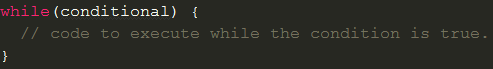 while(conditional) {
  // code to execute while the condition is true.
}